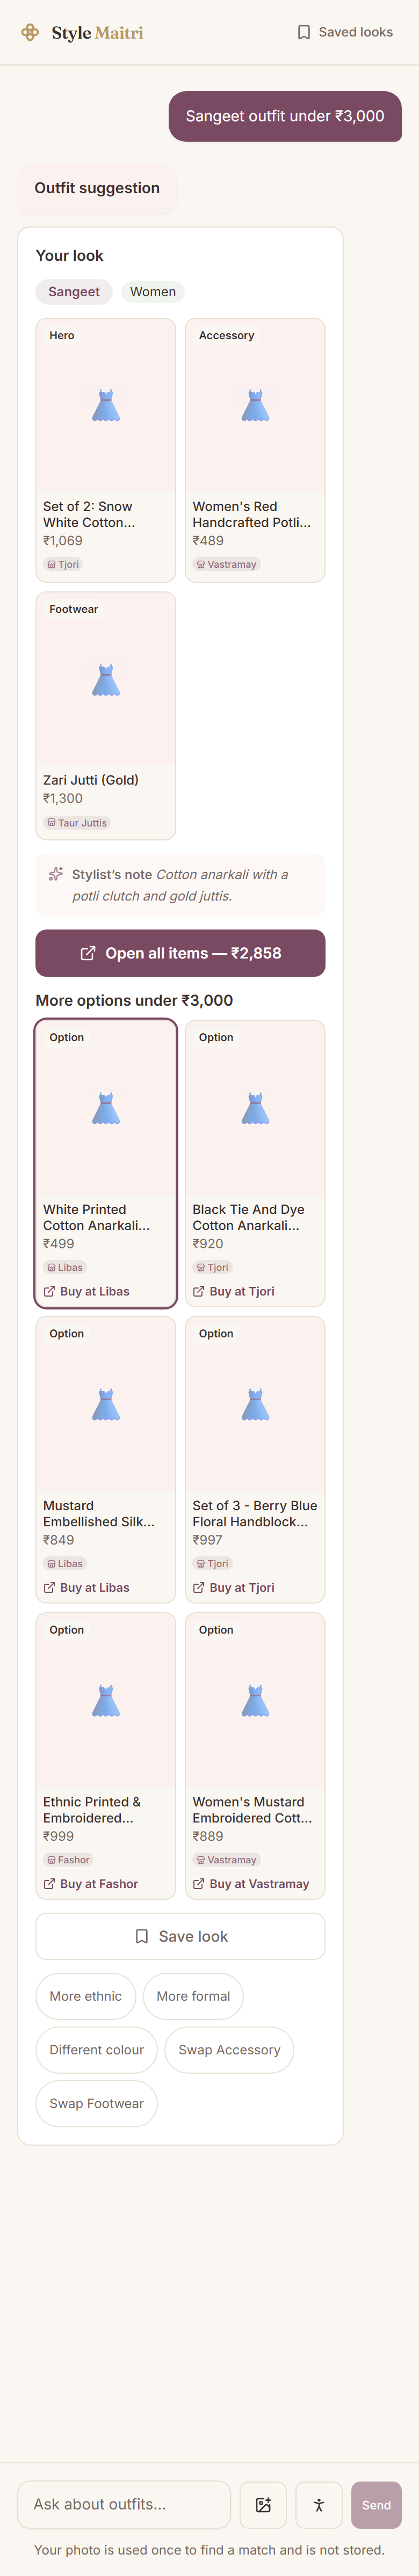 Style Maitri
Saved looks
Sangeet outfit under ₹3,000
Outfit suggestion
Your look
Sangeet
Women
Hero
Set of 2: Snow
White Cotton...
₹1,069
Tjori
Accessory
Women's Red
Handcrafted Potli...
₹489
Vastramay
Footwear
Zari Jutti (Gold)
₹1,300
Taur Juttis
Stylist's note Cotton anarkali with a
potli clutch and gold juttis.
Open all items — ₹2,858
More options under ₹3,000
Option
White Printed
Cotton Anarkali...
₹499
Libas
Buy at Libas
Option
Black Tie And Dye
Cotton Anarkali...
₹920
Tjori
Buy at Tjori
Option
Mustard
Embellished Silk...
₹849
Libas
Buy at Libas
Option
Set of 3 - Berry Blue
Floral Handblock...
₹997
Tjori
Buy at Tjori
Option
Ethnic Printed &
Embroidered...
₹999
Fashor
Buy at Fashor
Option
Women's Mustard
Embroidered Cott...
₹889
Vastramay
Buy at Vastramay
Save look
More ethnic
More formal
Different colour
Swap Accessory
Swap Footwear
Ask about outfits...
Send
Your photo is used once to find a match and is not stored.